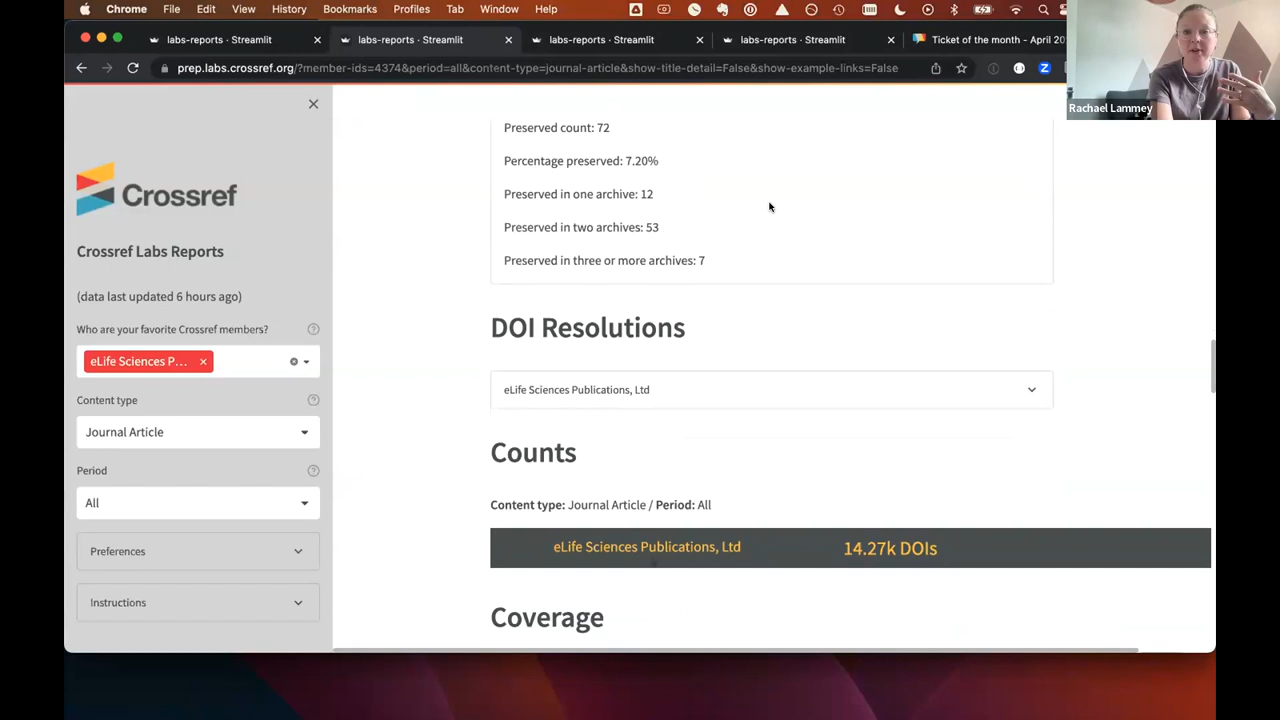 Chrome File Edit View History Bookmarks Profiles Tab Window Help
labs-reports · Streamlit
labs-reports · Streamlit
labs-reports · Streamlit
labs-reports · Streamlit
Ticket of the month - April 20
prep.labs.crossref.org/?member-ids=4374&period=all&content-type=journal-article&show-title-detail=False&show-example-links=False
Rachael Lammey
Crossref
Crossref Labs Reports
(data last updated 6 hours ago)
Who are your favorite Crossref members?
eLife Sciences P...
Content type
Journal Article
Period
All
Preferences
Instructions
Preserved count: 72
Percentage preserved: 7.20%
Preserved in one archive: 12
Preserved in two archives: 53
Preserved in three or more archives: 7
DOI Resolutions
eLife Sciences Publications, Ltd
Counts
Content type: Journal Article / Period: All
eLife Sciences Publications, Ltd 14.27k DOIs
Coverage